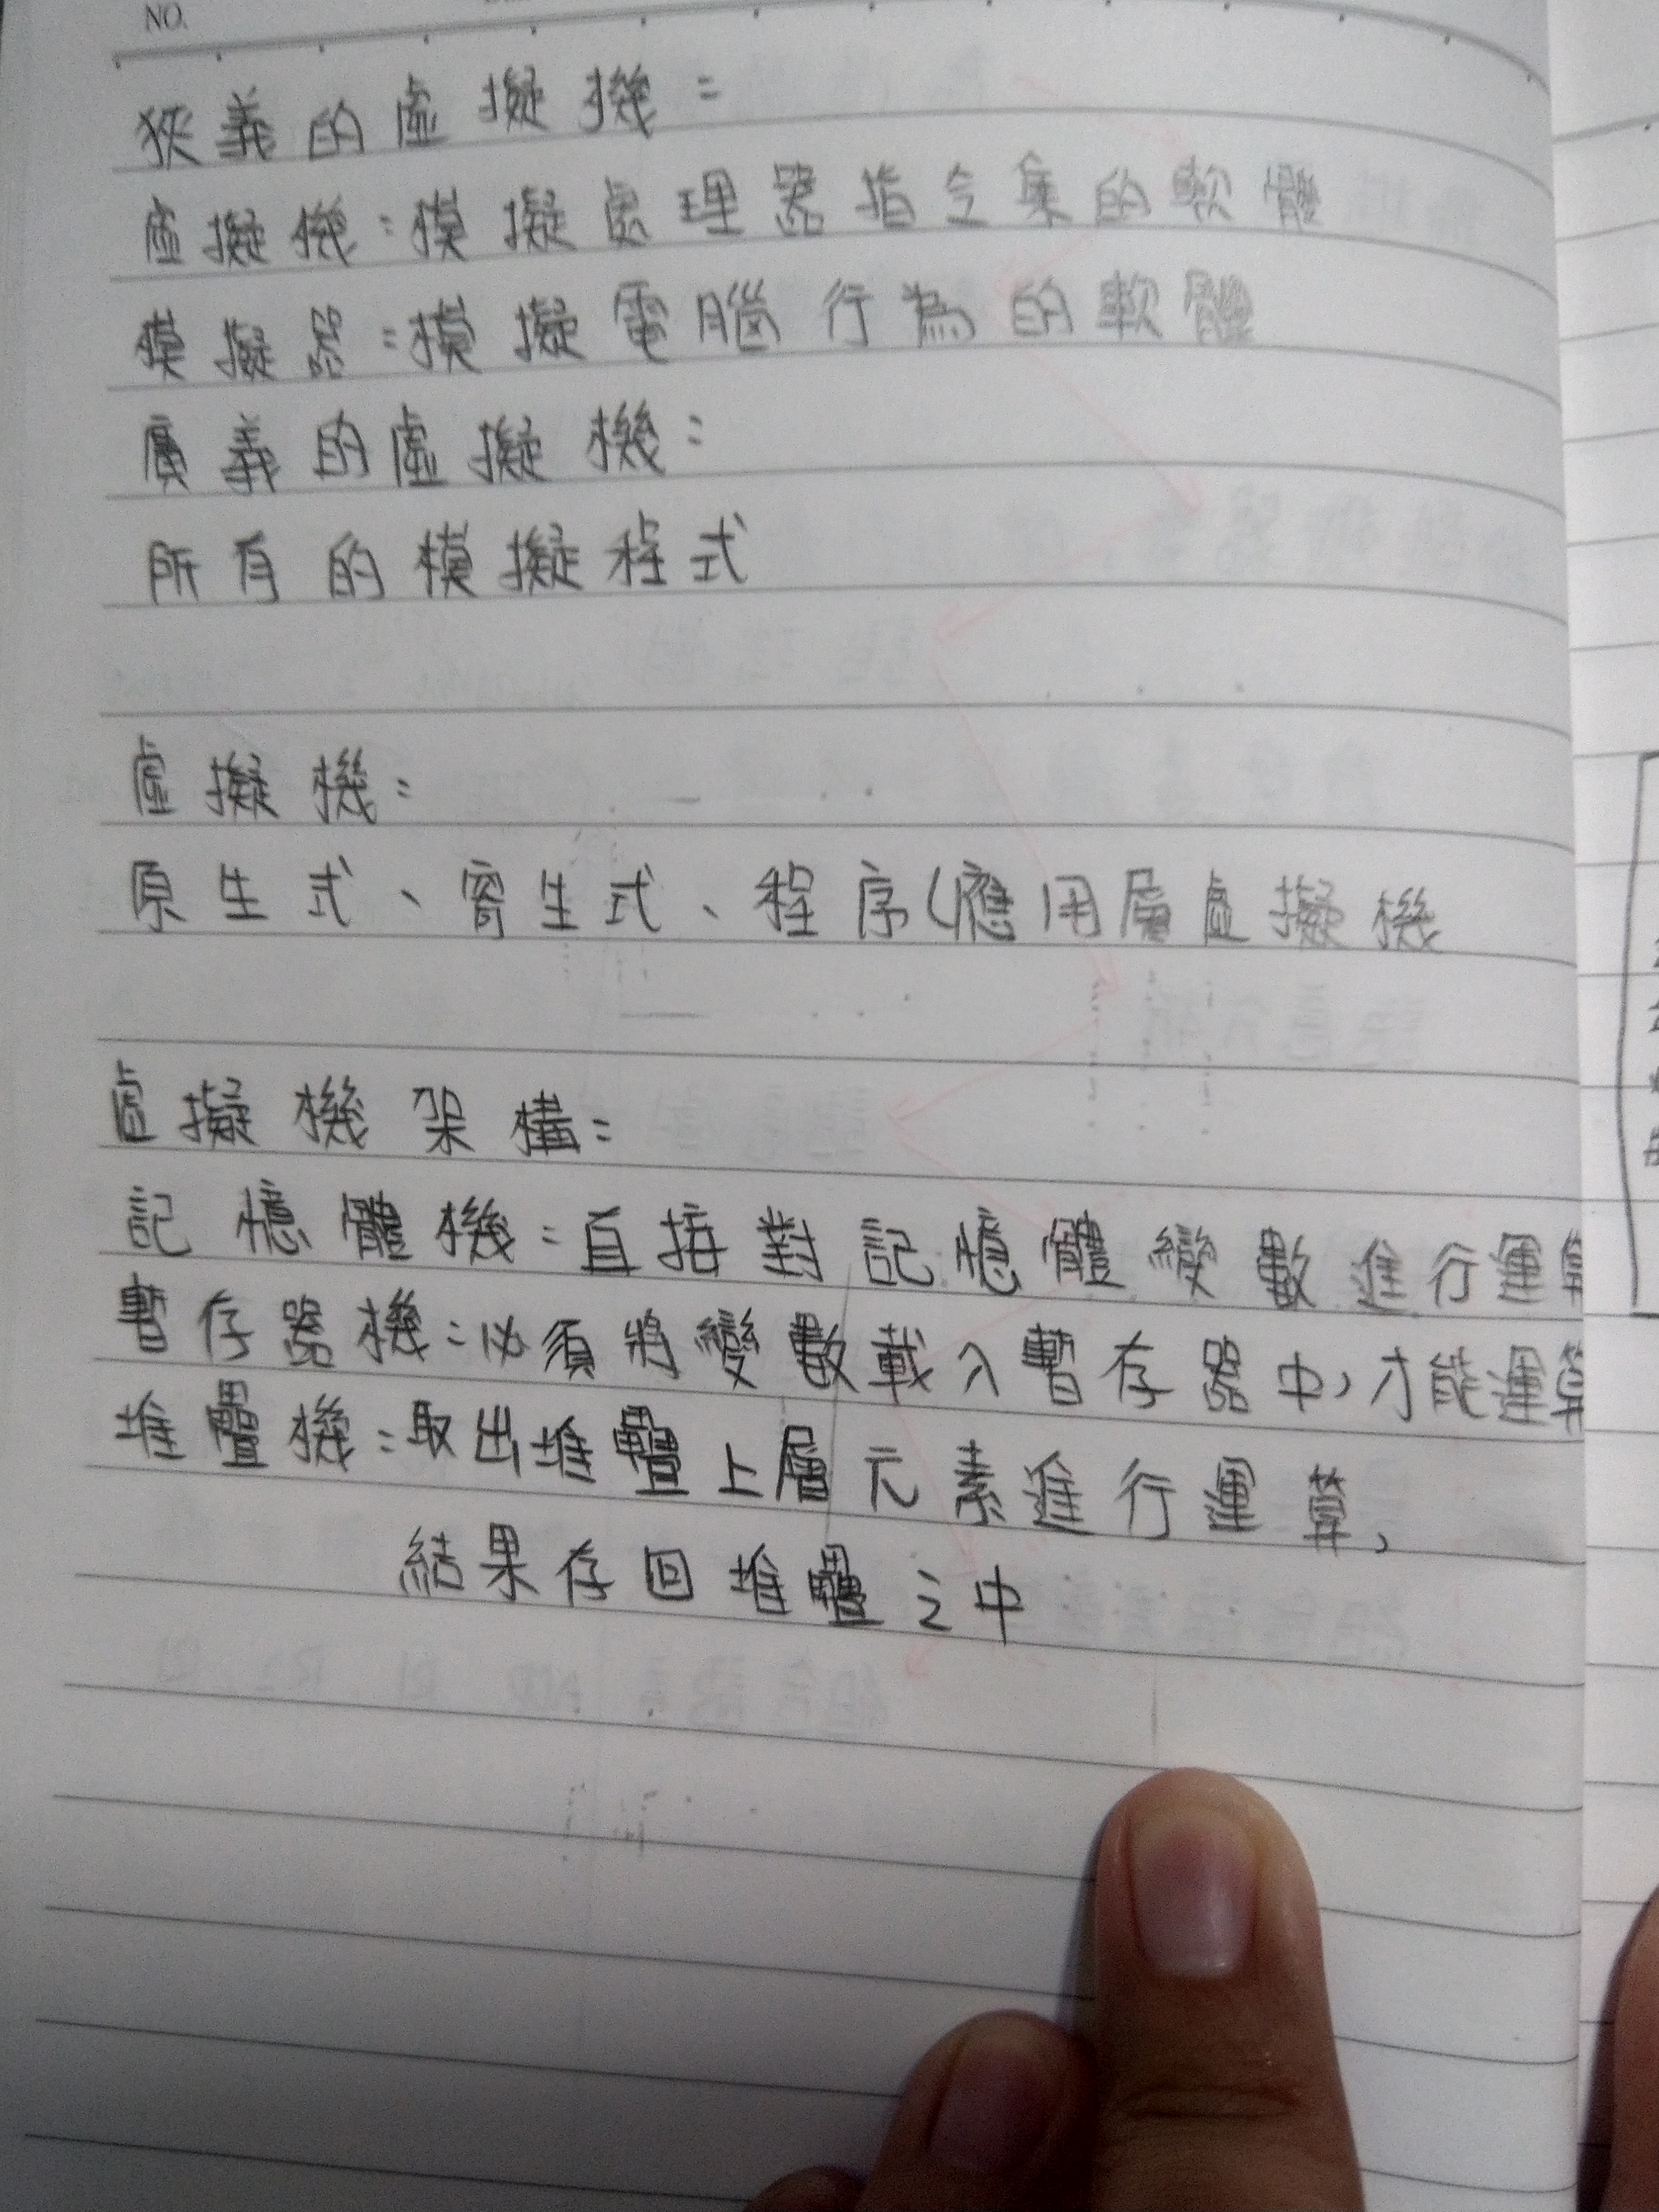 NO.
狹義的虛擬機：
虛擬機：模擬處理器指令集的軟體
模擬器：模擬電腦行為的軟體
廣義的虛擬機：
所有的模擬程式
虛擬機：
原生式、寄生式、程序(應用層虛擬機
虛擬機架構：
記憶體機：直接對記憶體變數進行運算
暫存器機：必須將變數載入暫存器中，才能運算
堆疊機：取出堆疊上層元素進行運算，
結果存回堆疊之中